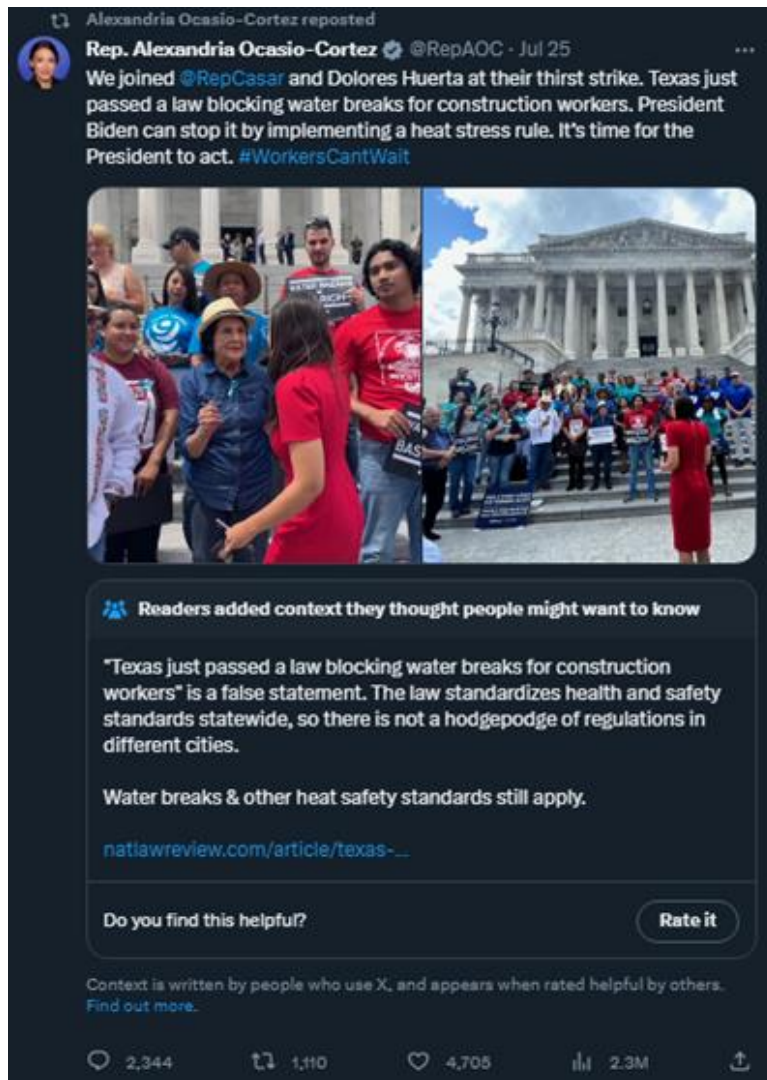 Alexandria Ocasio-Cortez reposted
Rep. Alexandria Ocasio-Cortez @RepAOC · Jul 25 ...
We joined @RepCasar and Dolores Huerta at their thirst strike. Texas just
passed a law blocking water breaks for construction workers. President
Biden can stop it by implementing a heat stress rule. It's time for the
President to act. #WorkersCantWait
WATER BREAKS
Readers added context they thought people might want to know
"Texas just passed a law blocking water breaks for construction
workers" is a false statement. The law standardizes health and safety
standards statewide, so there is not a hodgepodge of regulations in
different cities.
Water breaks & other heat safety standards still apply.
natlawreview.com/article/texas-...
Do you find this helpful?
Rate it
Context is written by people who use X, and appears when rated helpful by others.
Find out more.
2,344 1,110 4,705 2.3M